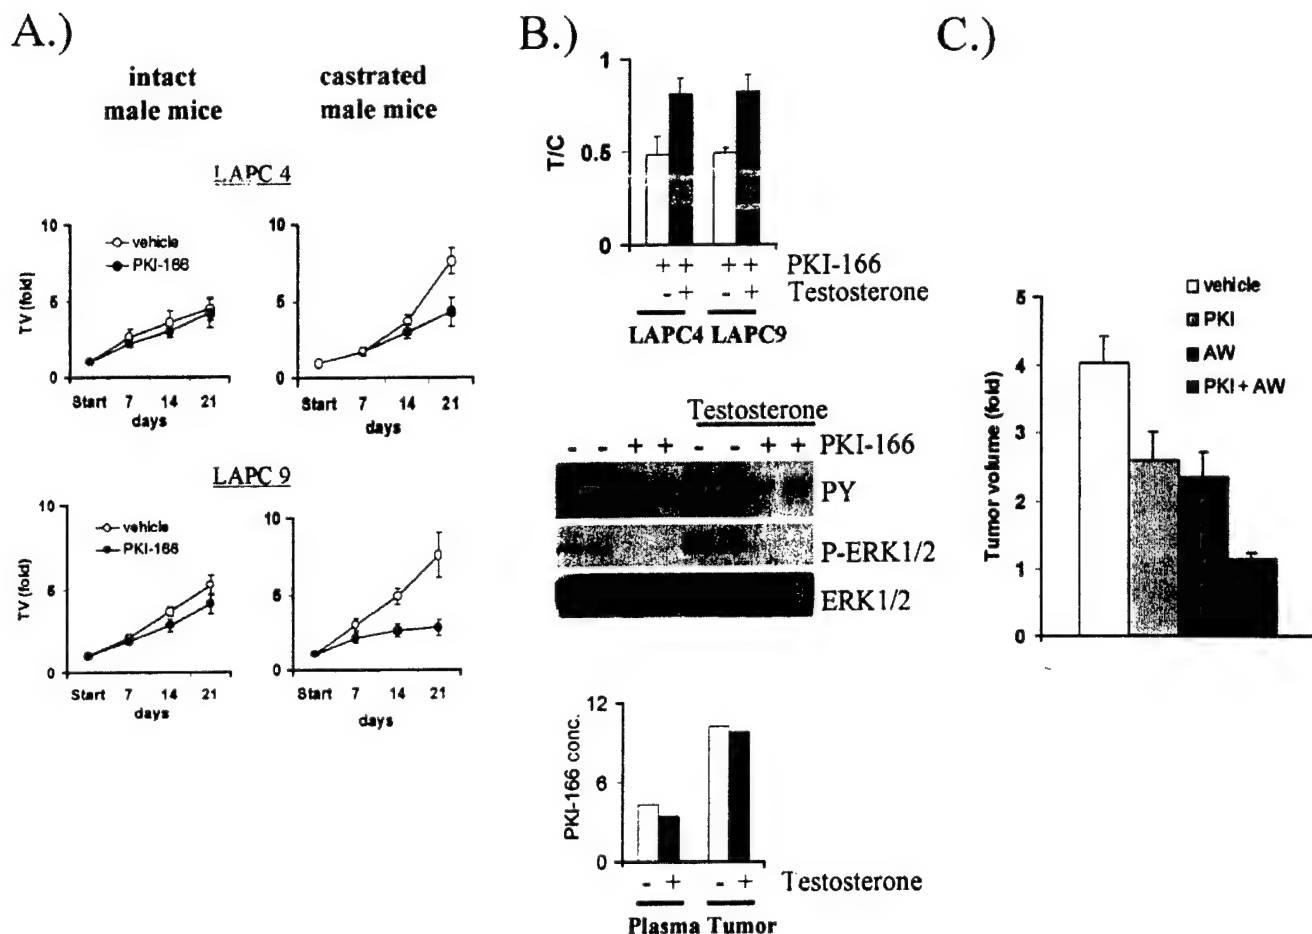 A.)
intact
male mice
castrated
male mice
LAPC 4
10
5
0
TV (fold)
vehicle
PKI-166
Start 7 14 21
days
10
5
0
Start 7 14 21
days
LAPC 9
10
5
0
TV (fold)
vehicle
PKI-166
Start 7 14 21
days
10
5
0
Start 7 14 21
days
B.)
1
0.5
0
T/C
+ + + + PKI-166
- + - + Testosterone
LAPC4 LAPC9
Testosterone
- - + + - - + + PKI-166
PY
P-ERK1/2
ERK1/2
12
6
0
PKI-166 conc.
- + - + Testosterone
Plasma Tumor
C.)
vehicle
PKI
AW
PKI + AW
5
4
3
2
1
0
Tumor volume (fold)